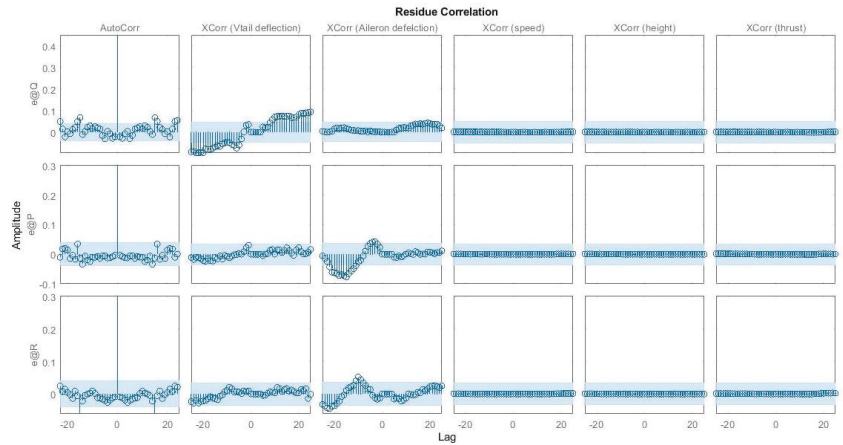 Residue Correlation
AutoCorr
XCorr (Vtail deflection)
XCorr (Aileron defelction)
XCorr (speed)
XCorr (height)
XCorr (thrust)
0.4
0.3
0.2
0.1
0
e@Q
0.3
0.2
0.1
0
-0.1
e@P
Amplitude
0.3
0.2
0.1
0
e@R
-20 0 20 -20 0 20 -20 0 20 -20 0 20 -20 0 20 -20 0 20
Lag